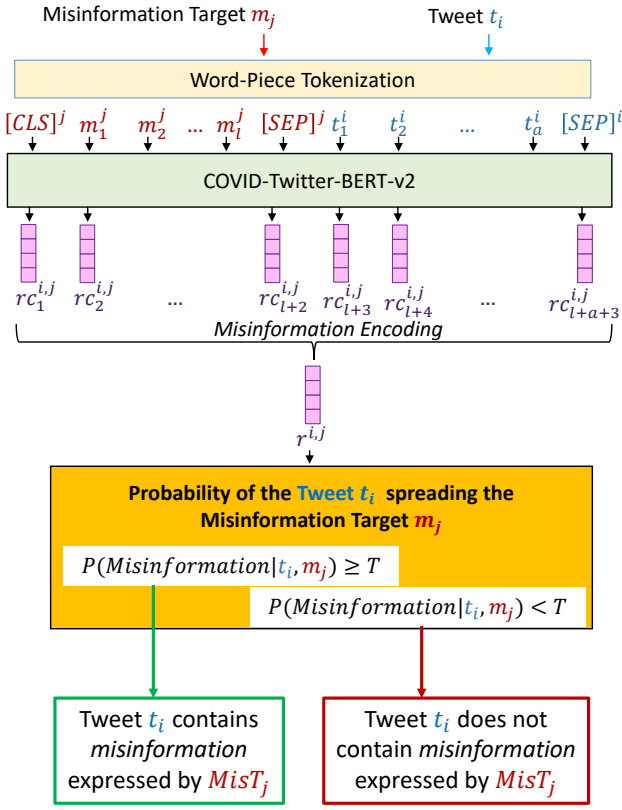 Misinformation Target m_j Tweet t_i
Word-Piece Tokenization
[CLS]^j m_1^j m_2^j ... m_l^j [SEP]^j t_1^i t_2^i ... t_a^i [SEP]^i
COVID-Twitter-BERT-v2
rc_1^{i,j} rc_2^{i,j} ... rc_{l+2}^{i,j} rc_{l+3}^{i,j} rc_{l+4}^{i,j} ... rc_{l+a+3}^{i,j}
Misinformation Encoding
r^{i,j}
Probability of the Tweet t_i spreading the
Misinformation Target m_j
P(Misinformation|t_i, m_j) ≥ T
P(Misinformation|t_i, m_j) < T
Tweet t_i contains
misinformation
expressed by MisT_j
Tweet t_i does not
contain misinformation
expressed by MisT_j